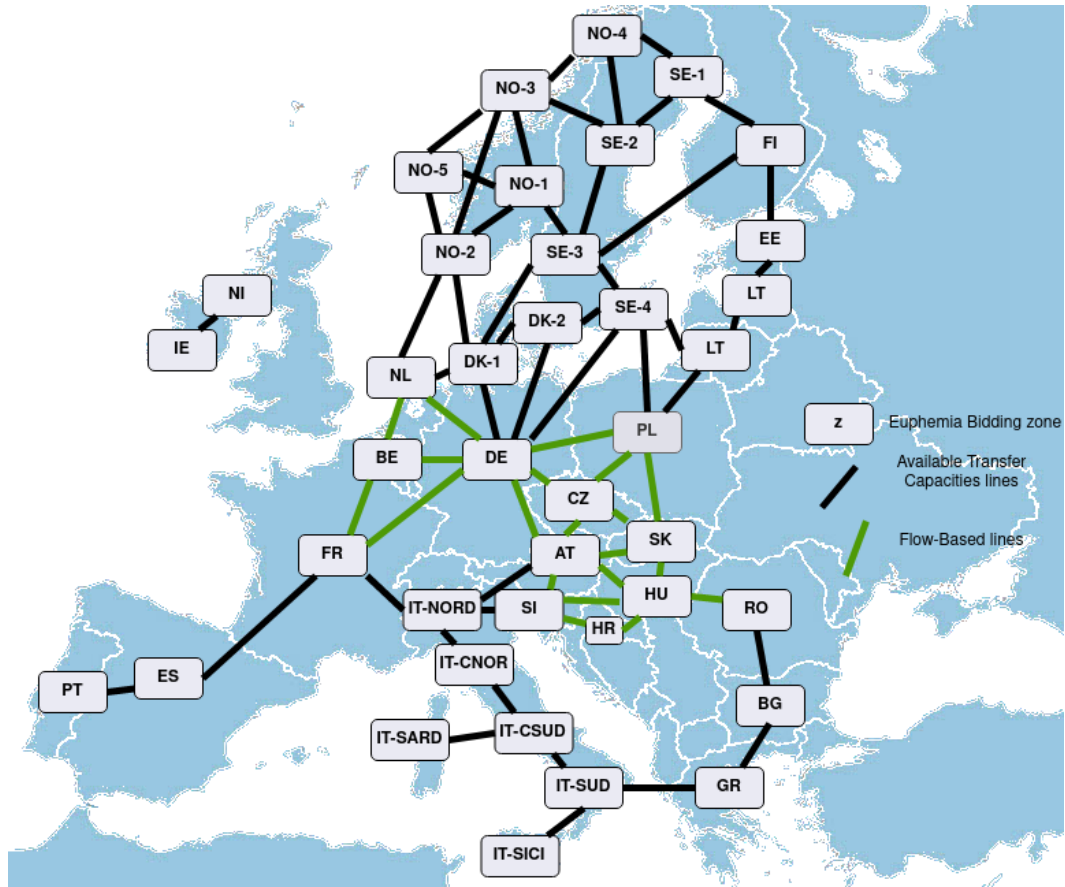 NO-4
SE-1
NO-3
SE-2
FI
NO-5
NO-1
EE
NO-2
SE-3
NI
LT
SE-4
DK-2
IE
LT
DK-1
NL
PL
Z
Euphemia Bidding zone
BE
DE
Available Transfer
Capacities lines
CZ
Flow-Based lines
FR
AT
SK
HU
IT-NORD
SI
RO
HR
IT-CNOR
ES
PT
BG
IT-SARD
IT-CSUD
IT-SUD
GR
IT-SICI